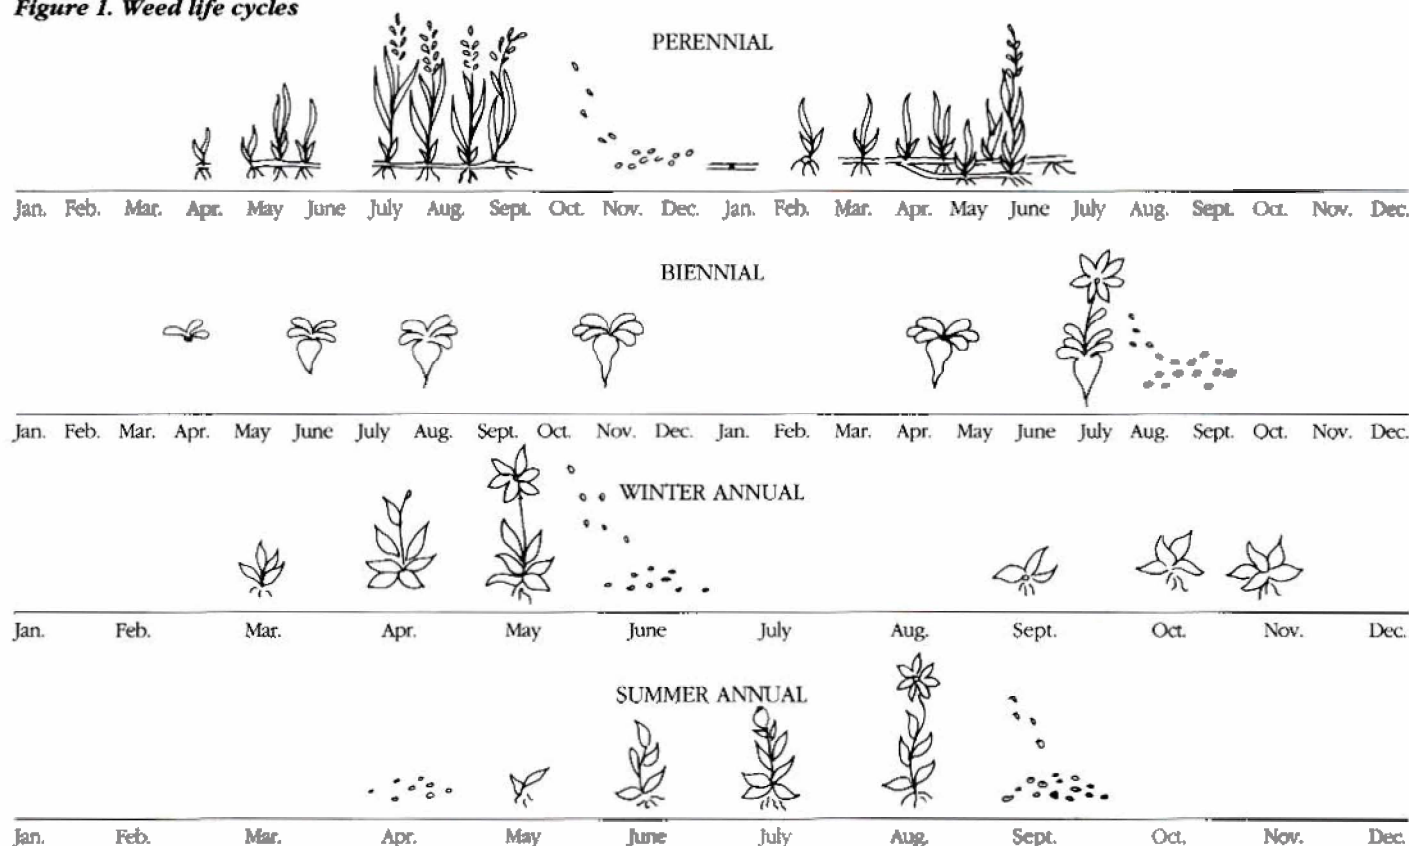 Figure 1. Weed life cycles
PERENNIAL
Jan. Feb. Mar. Apr. May June July Aug. Sept. Oct. Nov. Dec. Jan. Feb. Mar. Apr. May June July Aug. Sept. Oct. Nov. Dec.
BIENNIAL
Jan. Feb. Mar. Apr. May June July Aug. Sept. Oct. Nov. Dec. Jan. Feb. Mar. Apr. May June July Aug. Sept. Oct. Nov. Dec.
WINTER ANNUAL
Jan. Feb. Mar. Apr. May June July Aug. Sept. Oct. Nov. Dec.
SUMMER ANNUAL
Jan. Feb. Mar. Apr. May June July Aug. Sept. Oct. Nov. Dec.